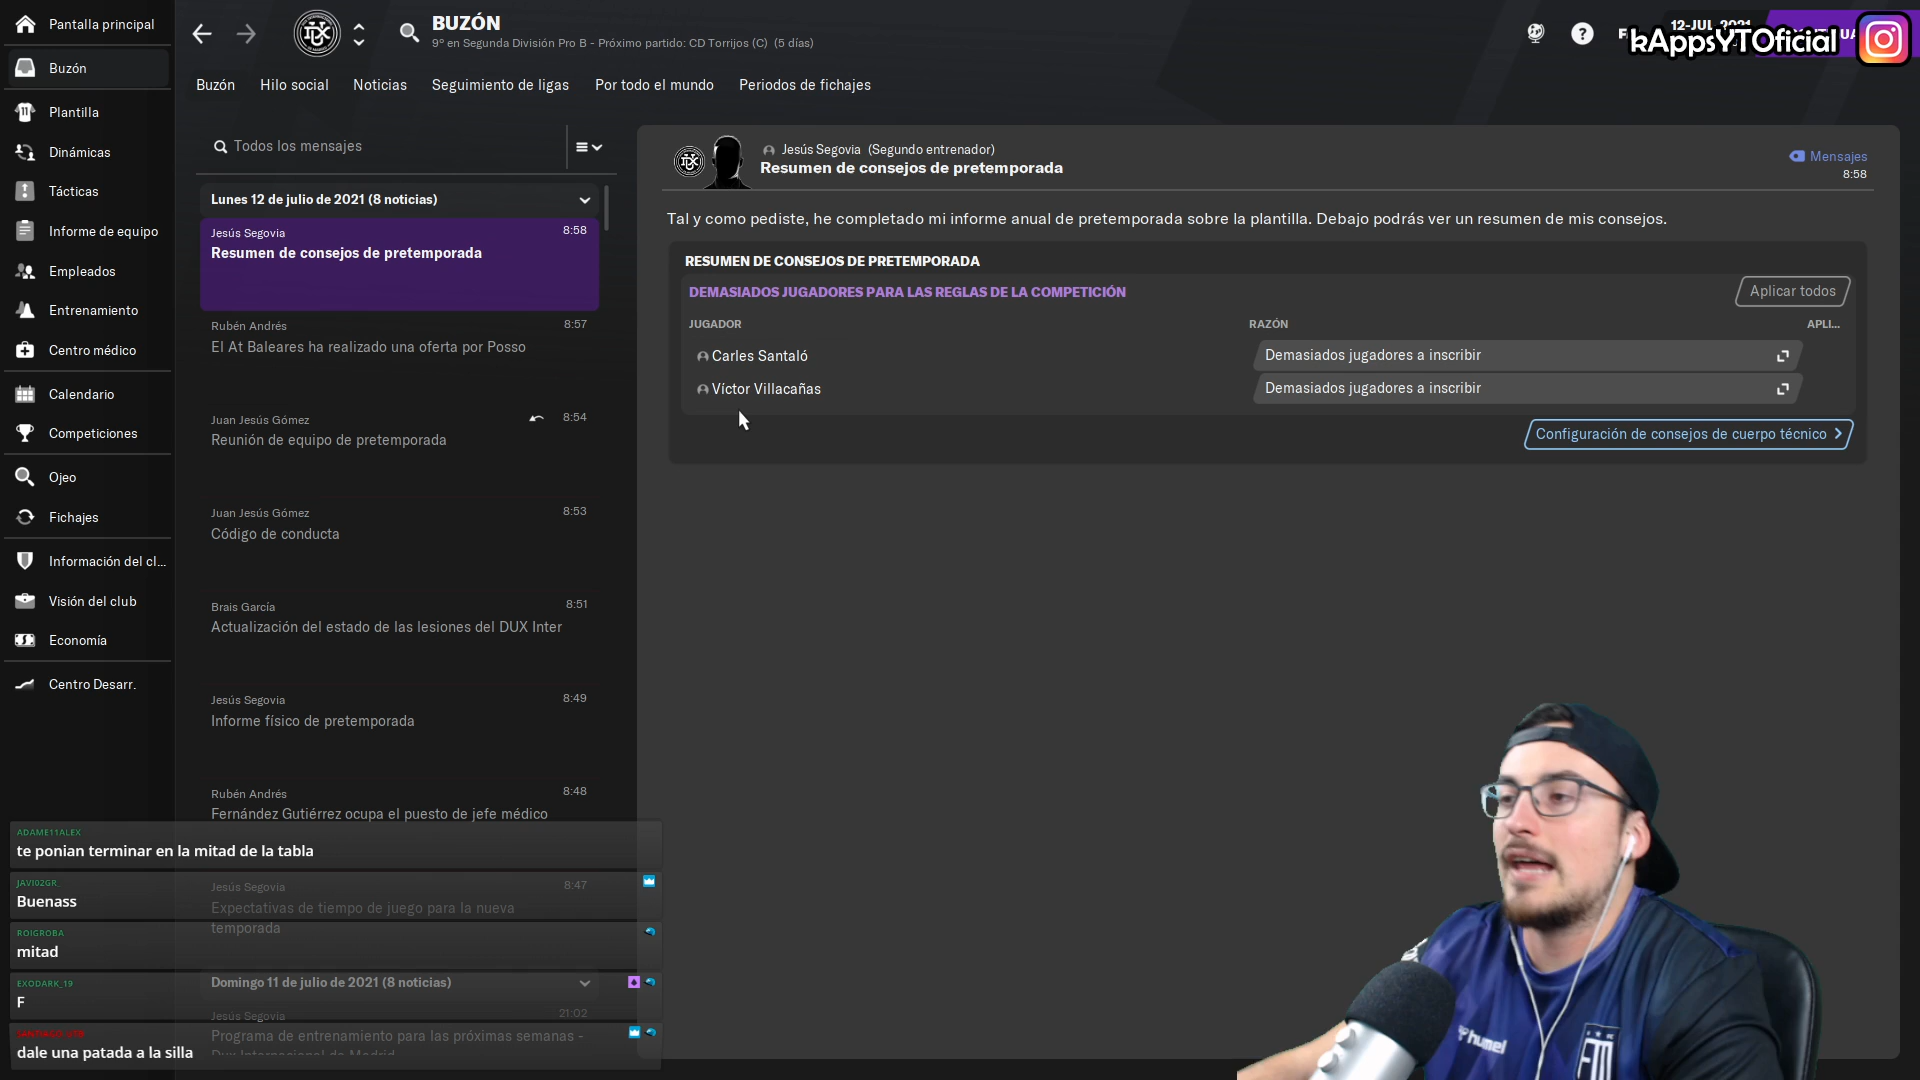 Pantalla principal
Buzón
Plantilla
Dinámicas
Tácticas
Informe de equipo
Empleados
Entrenamiento
Centro médico
Calendario
Competiciones
Ojeo
Fichajes
Información del cl...
Visión del club
Economía
Centro Desarr.
BUZÓN
9º en Segunda División Pro B - Próximo partido: CD Torrijos (C) (5 días)
12-JUL-2021
kAppsYTOficial
Buzón
Hilo social
Noticias
Seguimiento de ligas
Por todo el mundo
Periodos de fichajes
Todos los mensajes
Lunes 12 de julio de 2021 (8 noticias)
Jesús Segovia 8:58
Resumen de consejos de pretemporada
Rubén Andrés 8:57
El At Baleares ha realizado una oferta por Posso
Juan Jesús Gómez 8:54
Reunión de equipo de pretemporada
Juan Jesús Gómez 8:53
Código de conducta
Brais García 8:51
Actualización del estado de las lesiones del DUX Inter
Jesús Segovia 8:49
Informe físico de pretemporada
Rubén Andrés 8:48
Fernández Gutiérrez ocupa el puesto de jefe médico
Jesús Segovia 8:47
Expectativas de tiempo de juego para la nueva
temporada
Domingo 11 de julio de 2021 (8 noticias)
Jesús Segovia 21:02
Programa de entrenamiento para las próximas semanas -
Dux Internacional de Madrid
ADAME11ALEX
te ponian terminar en la mitad de la tabla
JAVI02GR_
Buenass
ROIGROBA
mitad
EXODARK_19
F
dale una patada a la silla
Jesús Segovia (Segundo entrenador)
Resumen de consejos de pretemporada
Mensajes
8:58
Tal y como pediste, he completado mi informe anual de pretemporada sobre la plantilla. Debajo podrás ver un resumen de mis consejos.
RESUMEN DE CONSEJOS DE PRETEMPORADA
DEMASIADOS JUGADORES PARA LAS REGLAS DE LA COMPETICIÓN
Aplicar todos
JUGADOR RAZÓN APLI...
Carles Santaló Demasiados jugadores a inscribir
Víctor Villacañas Demasiados jugadores a inscribir
Configuración de consejos de cuerpo técnico
hummel